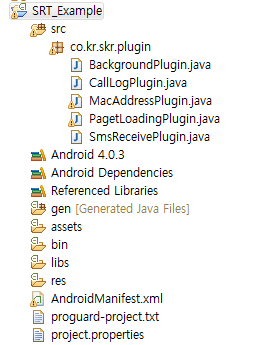 SRT_Example
src
co.kr.skr.plugin
BackgroundPlugin.java
CallLogPlugin.java
MacAddressPlugin.java
PagetLoadingPlugin.java
SmsReceivePlugin.java
Android 4.0.3
Android Dependencies
Referenced Libraries
gen [Generated Java Files]
assets
bin
libs
res
AndroidManifest.xml
proguard-project.txt
project.properties